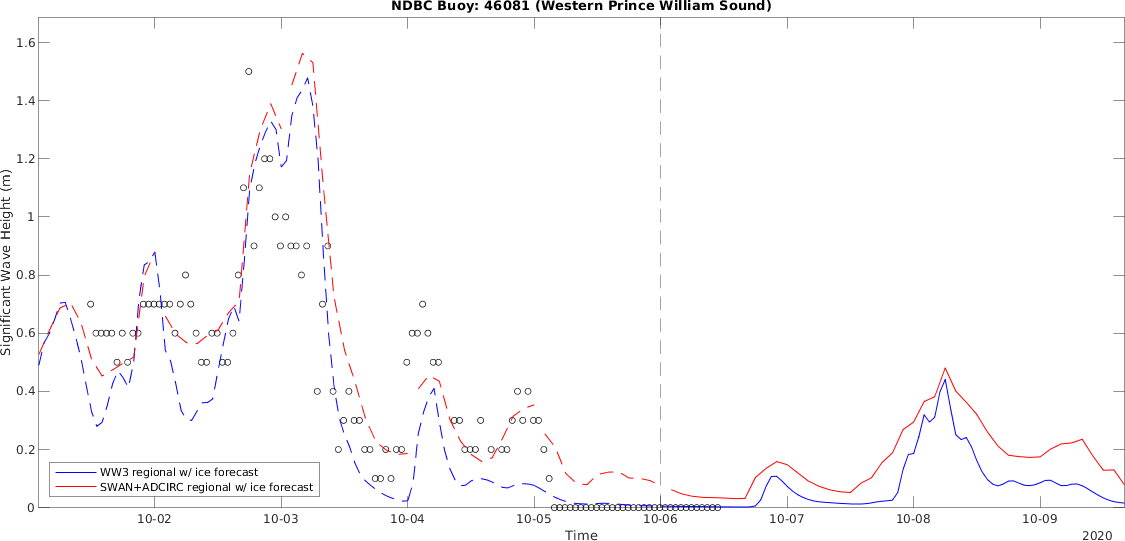 NDBC Buoy: 46081 (Western Prince William Sound)
Significant Wave Height (m)
1.6
1.4
1.2
1
0.8
0.6
0.4
0.2
0
WW3 regional w/ ice forecast
SWAN+ADCIRC regional w/ ice forecast
10-02 10-03 10-04 10-05 10-06 10-07 10-08 10-09
Time
2020